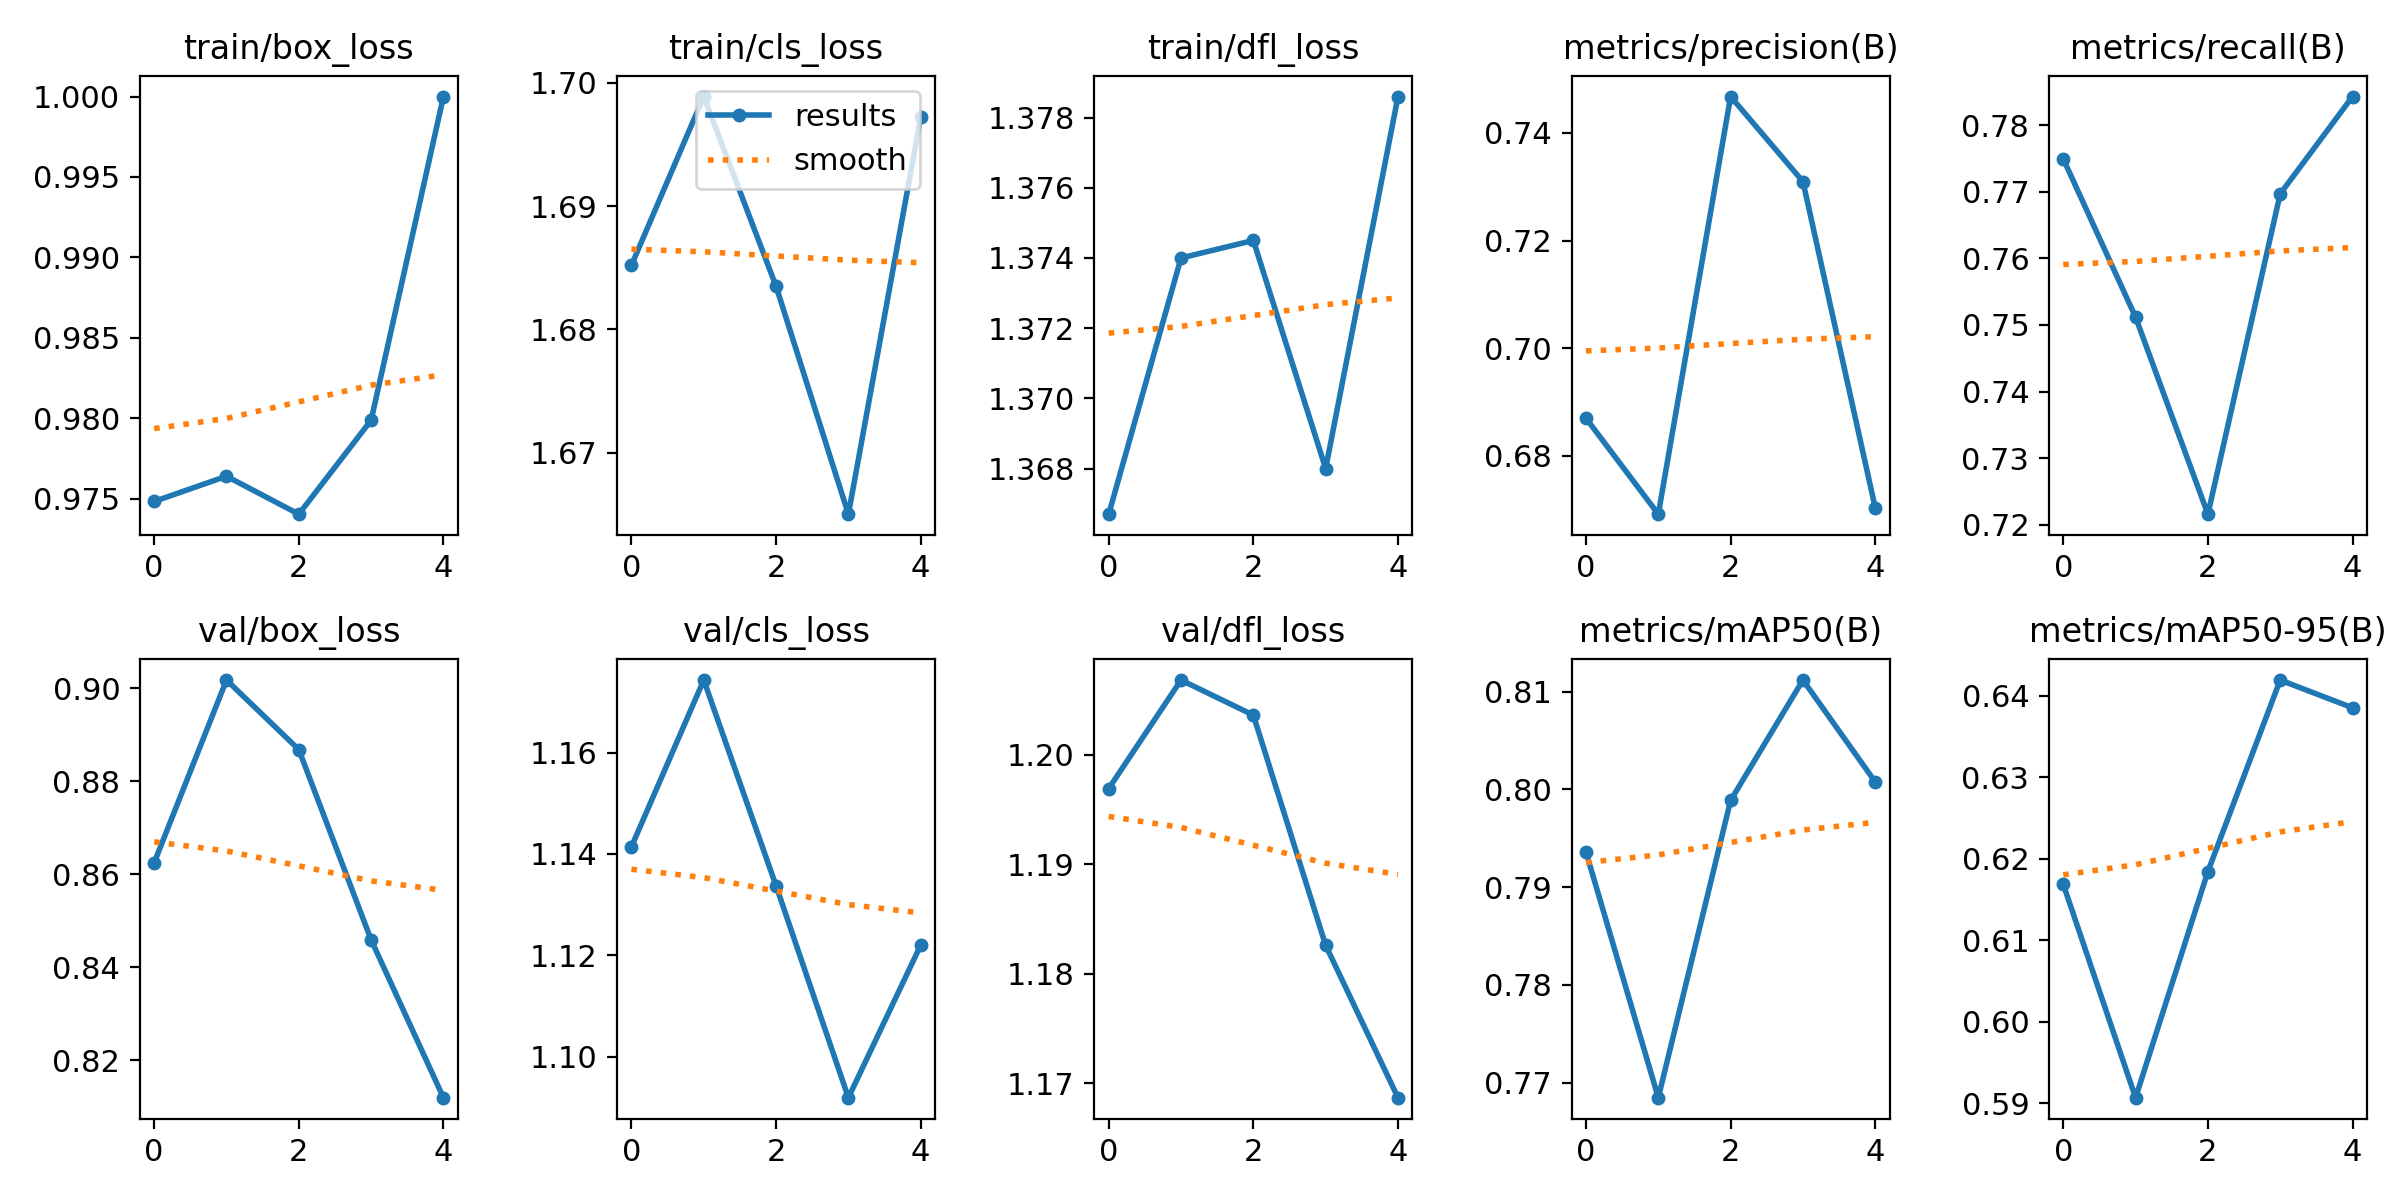 train/box_loss
train/cls_loss
train/dfl_loss
metrics/precision(B)
metrics/recall(B)
1.000
0.995
0.990
0.985
0.980
0.975
0 2 4
1.70
1.69
1.68
1.67
results
smooth
0 2 4
1.378
1.376
1.374
1.372
1.370
1.368
0 2 4
0.74
0.72
0.70
0.68
0 2 4
0.78
0.77
0.76
0.75
0.74
0.73
0.72
0 2 4
val/box_loss
val/cls_loss
val/dfl_loss
metrics/mAP50(B)
metrics/mAP50-95(B)
0.90
0.88
0.86
0.84
0.82
0 2 4
1.16
1.14
1.12
1.10
0 2 4
1.20
1.19
1.18
1.17
0 2 4
0.81
0.80
0.79
0.78
0.77
0 2 4
0.64
0.63
0.62
0.61
0.60
0.59
0 2 4